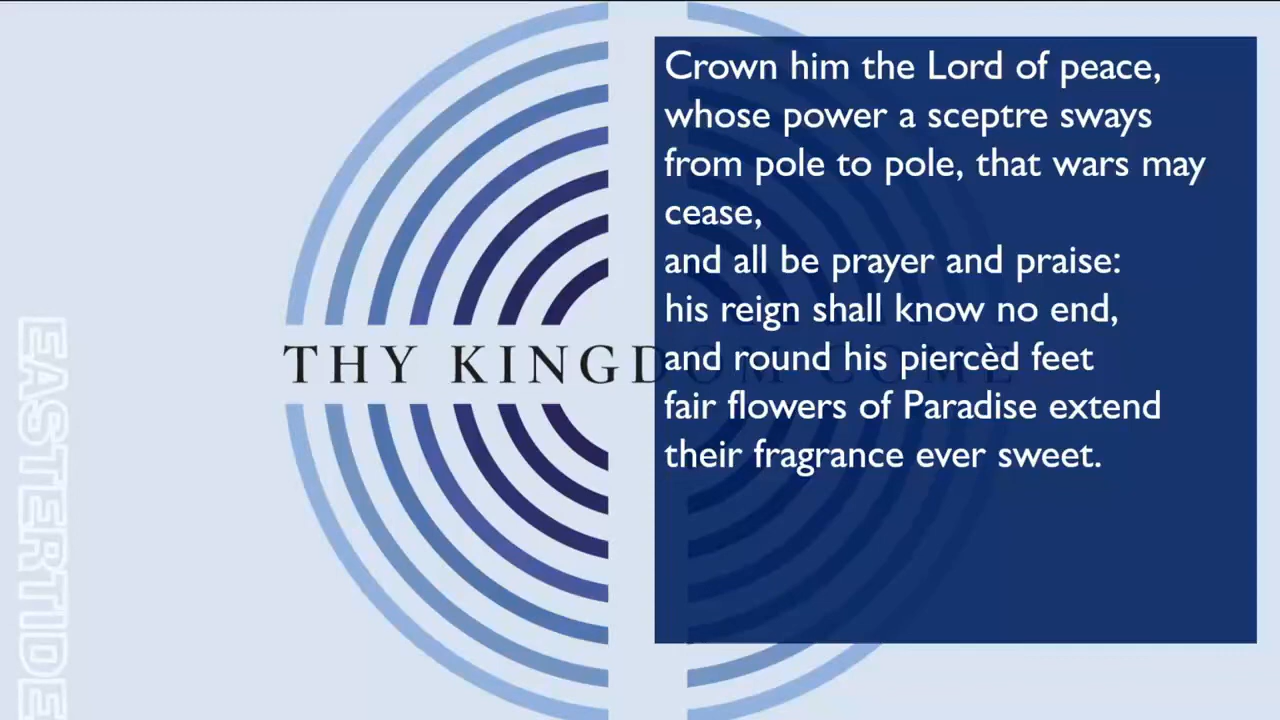 Crown him the Lord of peace,
whose power a sceptre sways
from pole to pole, that wars may
cease,
and all be prayer and praise:
his reign shall know no end,
and round his piercèd feet
fair flowers of Paradise extend
their fragrance ever sweet.
THY KINGDOM COME
EASTERTIDE